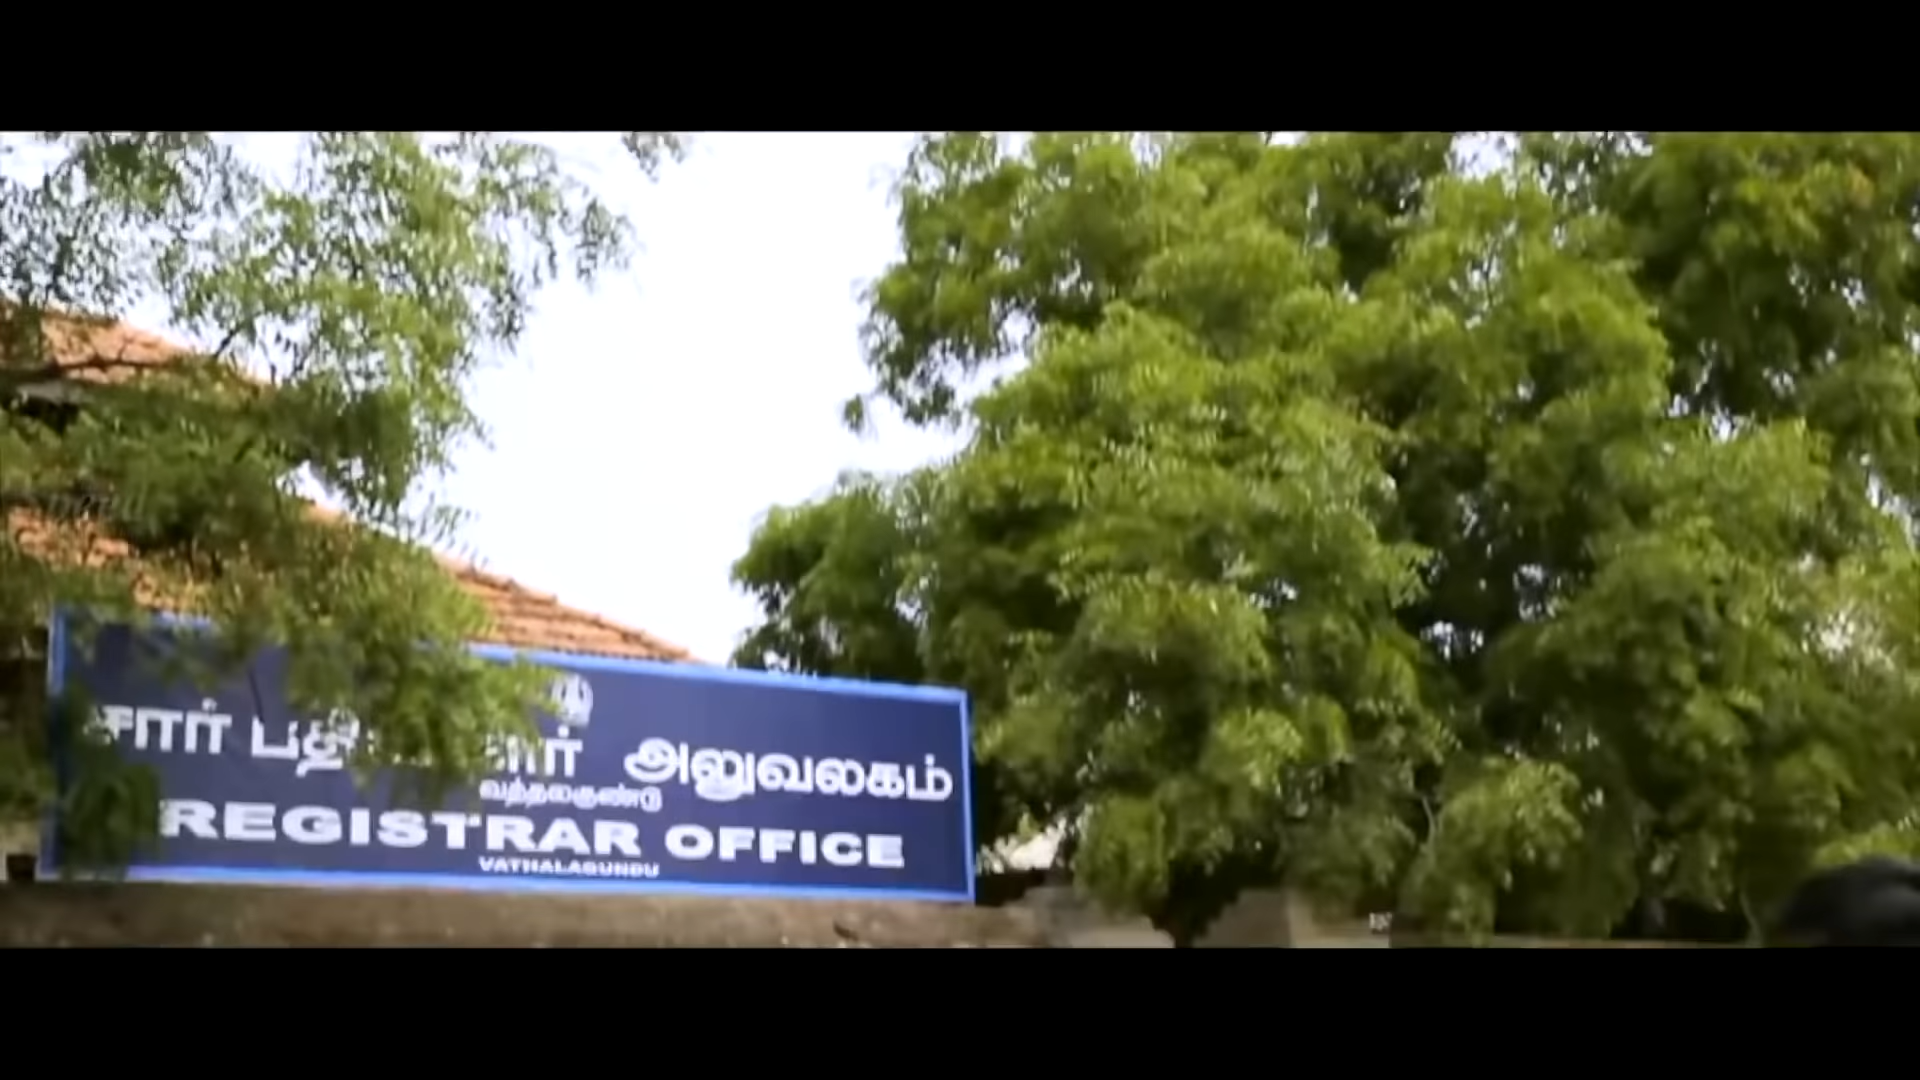 சார் அலுவலகம்
வத்தலகுண்டு
REGISTRAR OFFICE
VATHALAGUNDU